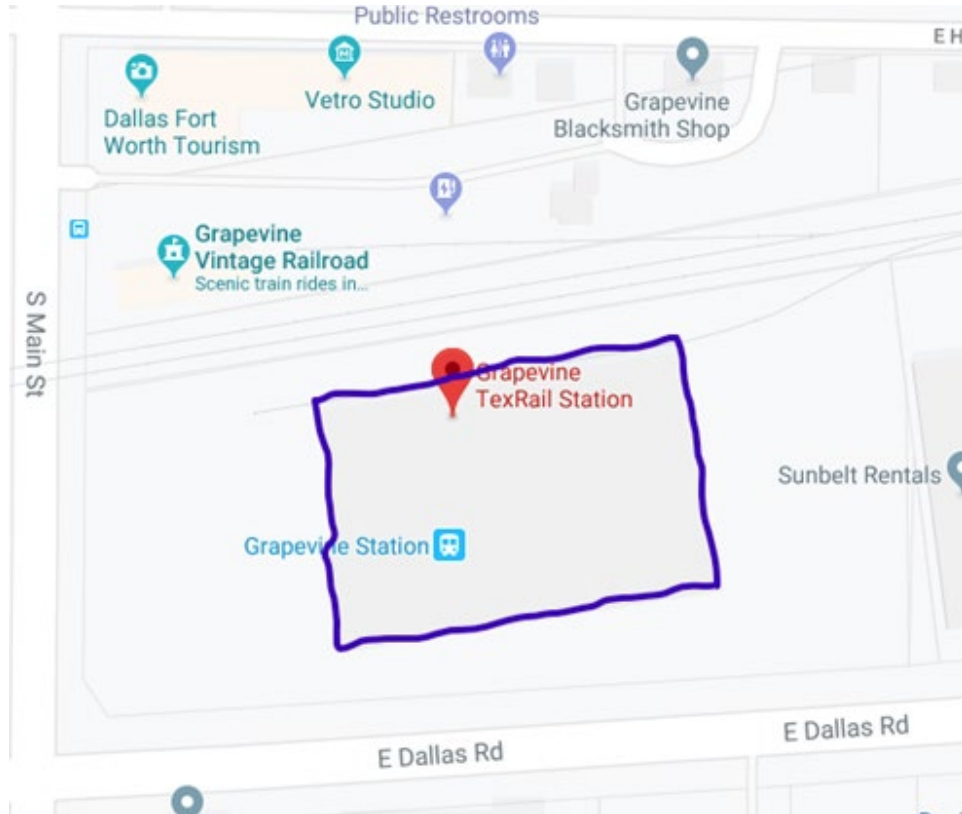 Public Restrooms
E H
Dallas Fort
Worth Tourism
Vetro Studio
Grapevine
Blacksmith Shop
Grapevine
Vintage Railroad
Scenic train rides in...
S Main St
Grapevine
TexRail Station
Sunbelt Rentals
Grapevine Station
E Dallas Rd
E Dallas Rd